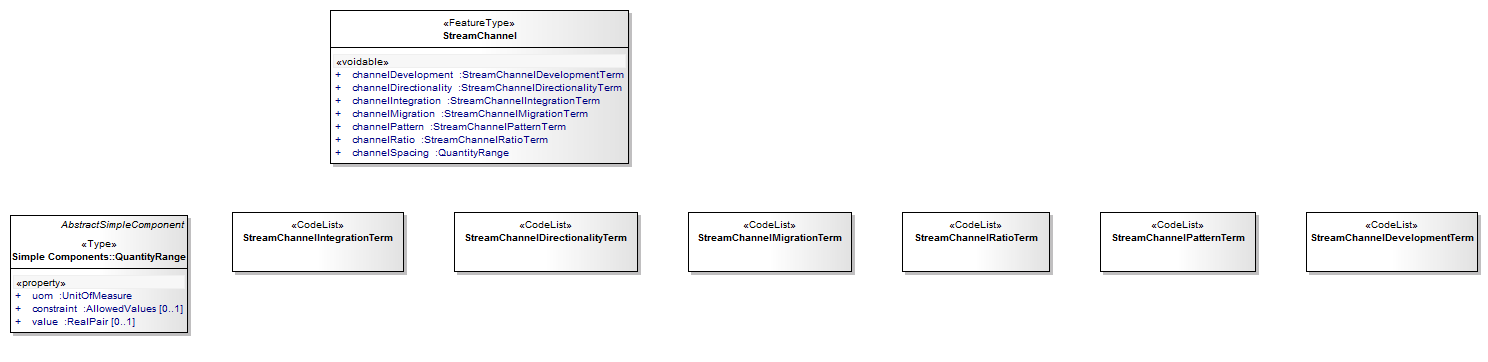 «FeatureType»
StreamChannel
«voidable»
+ channelDevelopment :StreamChannelDevelopmentTerm
+ channelDirectionality :StreamChannelDirectionalityTerm
+ channelIntegration :StreamChannelIntegrationTerm
+ channelMigration :StreamChannelMigrationTerm
+ channelPattern :StreamChannelPatternTerm
+ channelRatio :StreamChannelRatioTerm
+ channelSpacing :QuantityRange
AbstractSimpleComponent
«Type»
Simple Components::QuantityRange
«property»
+ uom :UnitOfMeasure
+ constraint :AllowedValues [0..1]
+ value :RealPair [0..1]
«CodeList»
StreamChannelIntegrationTerm
«CodeList»
StreamChannelDirectionalityTerm
«CodeList»
StreamChannelMigrationTerm
«CodeList»
StreamChannelRatioTerm
«CodeList»
StreamChannelPatternTerm
«CodeList»
StreamChannelDevelopmentTerm